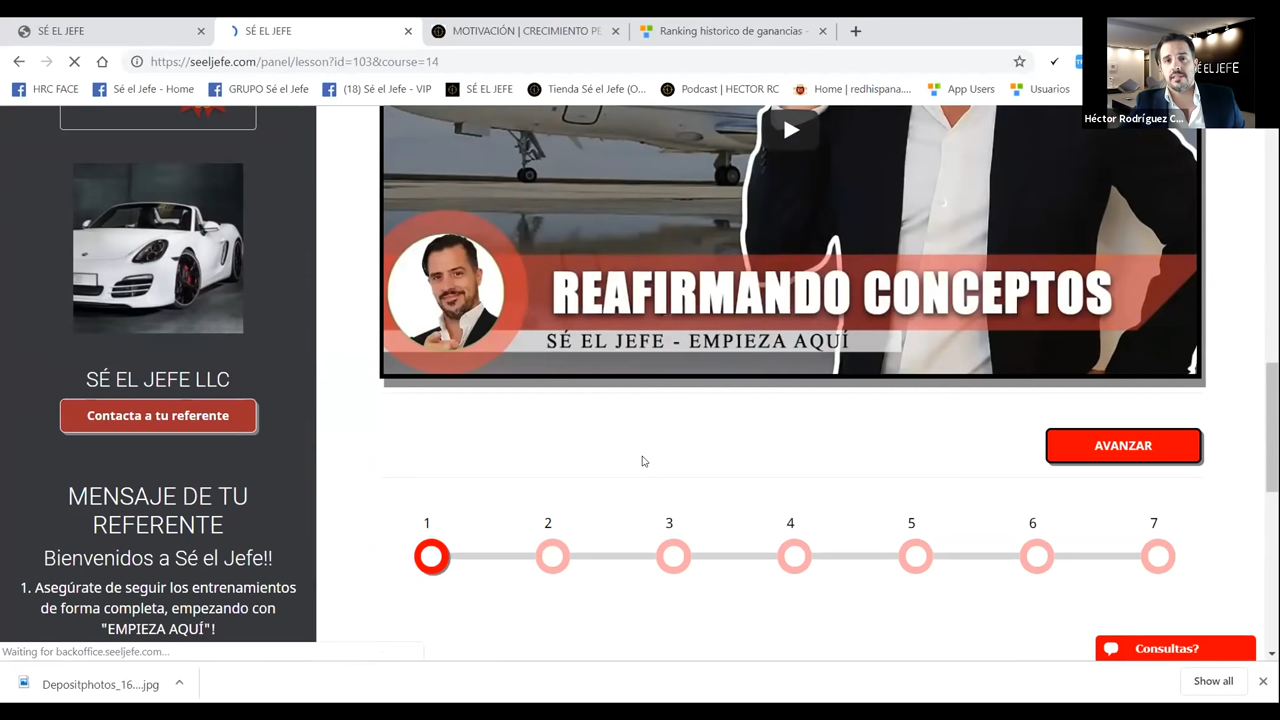 SÉ EL JEFE
SÉ EL JEFE
MOTIVACIÓN | CRECIMIENTO PE
Ranking historico de ganancias -
https://seeljefe.com/panel/lesson?id=103&course=14
HRC FACE
Sé el Jefe - Home
GRUPO Sé el Jefe
(18) Sé el Jefe - VIP
SÉ EL JEFE
Tienda Sé el Jefe (O...
Podcast | HECTOR RC
Home | redhispana.c...
App Users
Usuarios
SÉ EL JEFE
Héctor Rodríguez C...
REAFIRMANDO CONCEPTOS
SÉ EL JEFE - EMPIEZA AQUÍ
SÉ EL JEFE LLC
Contacta a tu referente
AVANZAR
MENSAJE DE TU
REFERENTE
Bienvenidos a Sé el Jefe!!
1. Asegúrate de seguir los entrenamientos
de forma completa, empezando con
"EMPIEZA AQUÍ"!
1 2 3 4 5 6 7
Consultas?
Waiting for backoffice.seeljefe.com...
Depositphotos_16....jpg
Show all